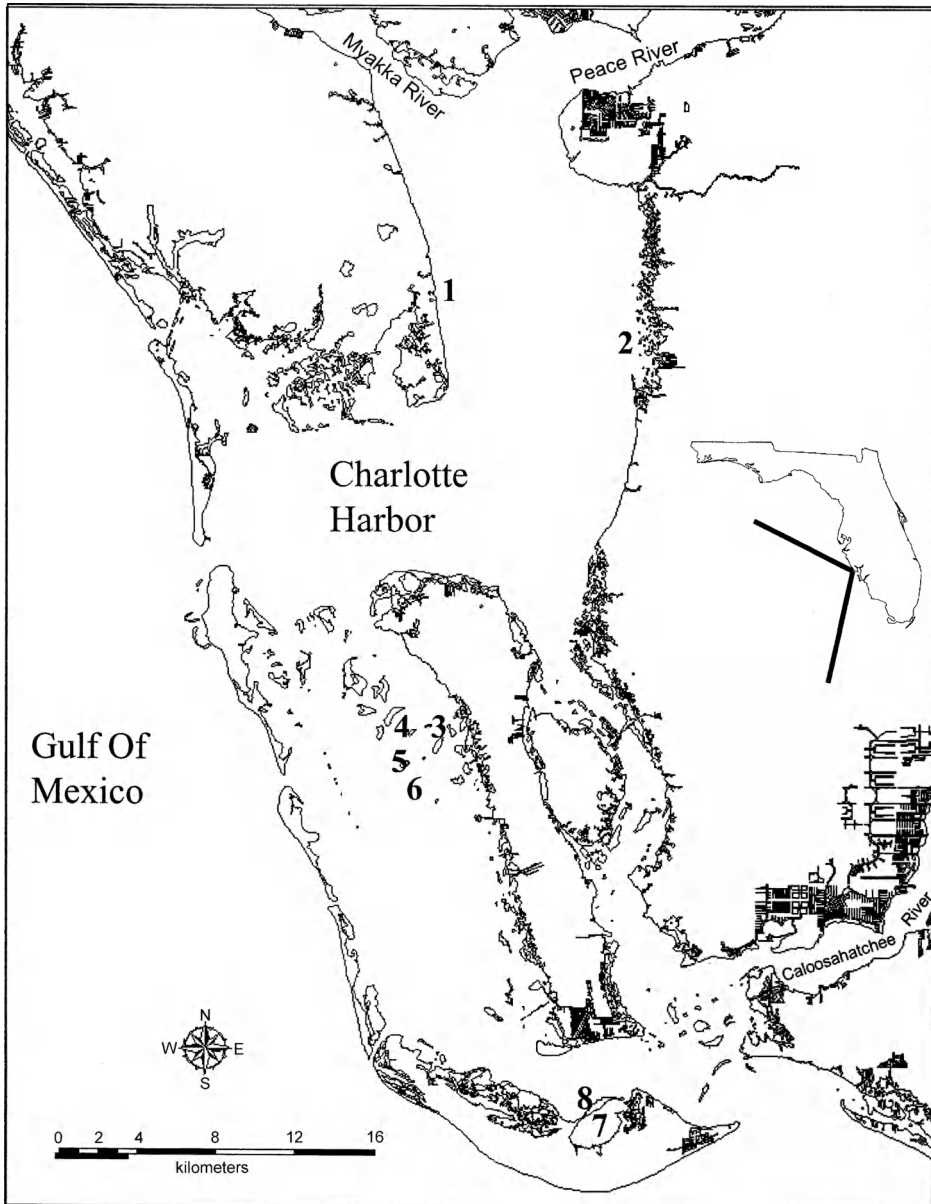 Myakka River
Peace River
1
2
Charlotte
Harbor
Gulf Of
Mexico
4
3
5
6
Caloosahatchee River
N
W
E
S
8
7
0 2 4 8 12 16
kilometers